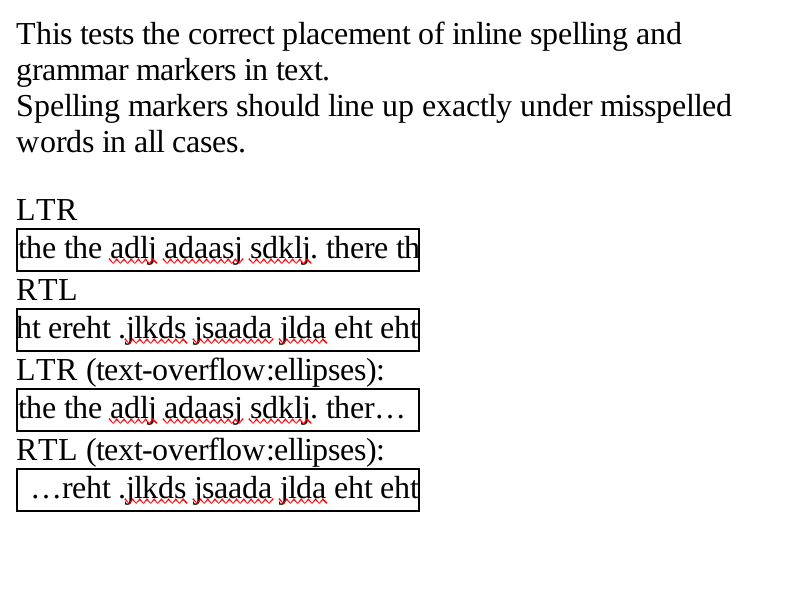 This tests the correct placement of inline spelling and
grammar markers in text.
Spelling markers should line up exactly under misspelled
words in all cases.
LTR
the the adlj adaasj sdklj. there th
RTL
ht ereht .jlkds jsaada jlda eht eht
LTR (text-overflow:ellipses):
the the adlj adaasj sdklj. ther…
RTL (text-overflow:ellipses):
…reht .jlkds jsaada jlda eht eht